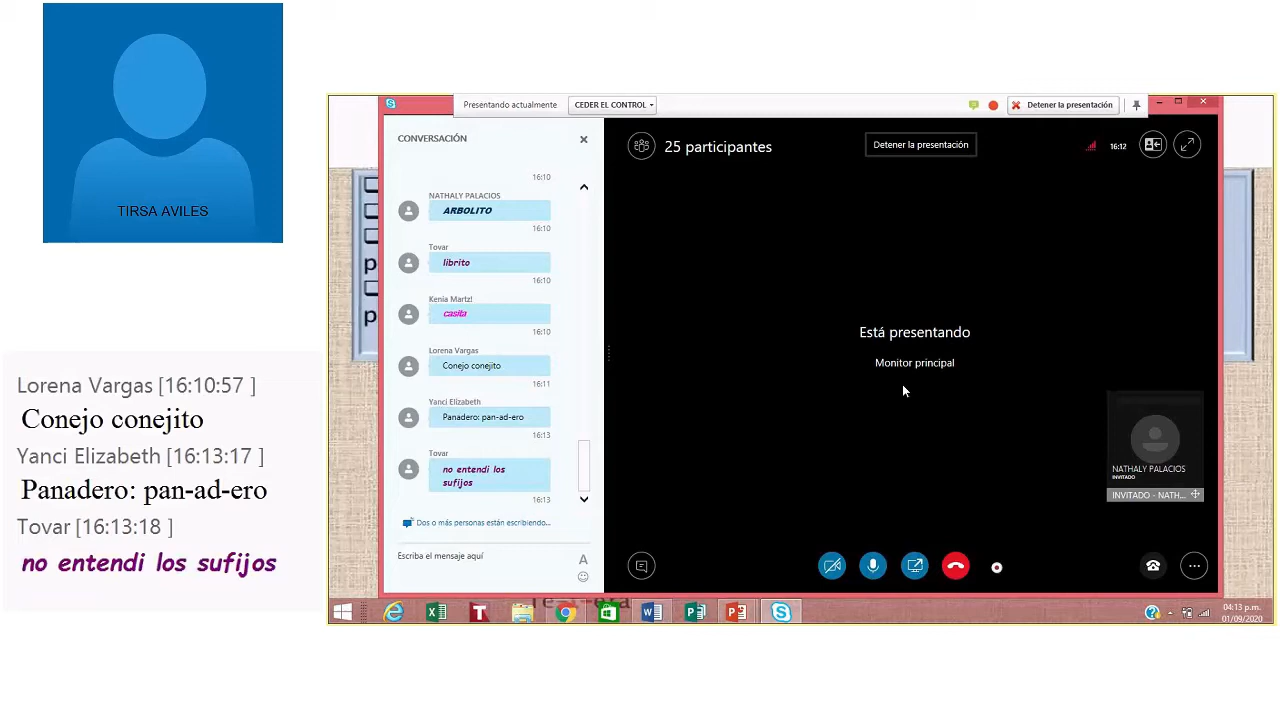 TIRSA AVILES
Lorena Vargas [16:10:57 ]
Conejo conejito
Yanci Elizabeth [16:13:17 ]
Panadero: pan-ad-ero
Tovar [16:13:18 ]
no entendi los sufijos
Presentando actualmente
CEDER EL CONTROL
Detener la presentación
CONVERSACIÓN
16:10
NATHALY PALACIOS
ARBOLITO
16:10
Tovar
librito
16:10
Kenia Martz!
casita
16:10
Lorena Vargas
Conejo conejito
16:11
Yanci Elizabeth
Panadero: pan-ad-ero
16:13
Tovar
no entendi los
sufijos
16:13
Dos o más personas están escribiendo...
Escriba el mensaje aquí
A
25 participantes
Detener la presentación
16:12
Está presentando
Monitor principal
NATHALY PALACIOS
INVITADO
INVITADO - NATH...
p
p
04:13 p.m.
01/09/2020